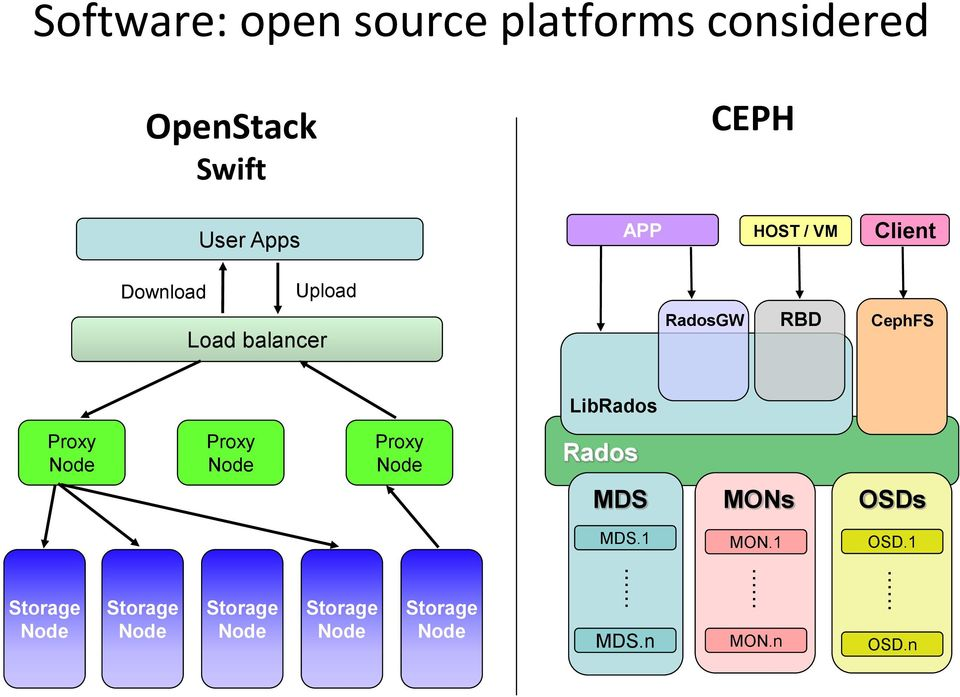 Software: open source platforms considered
OpenStack
Swift
User Apps
Download
Upload
Load balancer
Proxy
Node
Proxy
Node
Proxy
Node
Storage
Node
Storage
Node
Storage
Node
Storage
Node
Storage
Node
CEPH
APP
HOST / VM
Client
RadosGW
RBD
CephFS
LibRados
Rados
MDS
MONs
OSDs
MDS.1
MON.1
OSD.1
......
......
......
MDS.n
MON.n
OSD.n